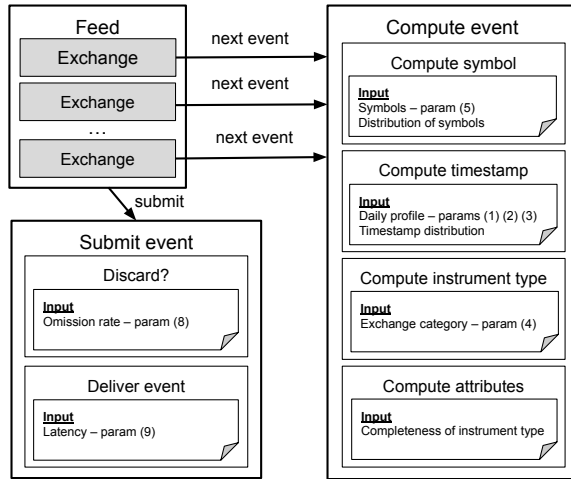 Feed
Exchange
Exchange
…
Exchange
next event
next event
next event
submit
Submit event
Discard?
Input
Omission rate – param (8)
Deliver event
Input
Latency – param (9)
Compute event
Compute symbol
Input
Symbols – param (5)
Distribution of symbols
Compute timestamp
Input
Daily profile – params (1) (2) (3)
Timestamp distribution
Compute instrument type
Input
Exchange category – param (4)
Compute attributes
Input
Completeness of instrument type